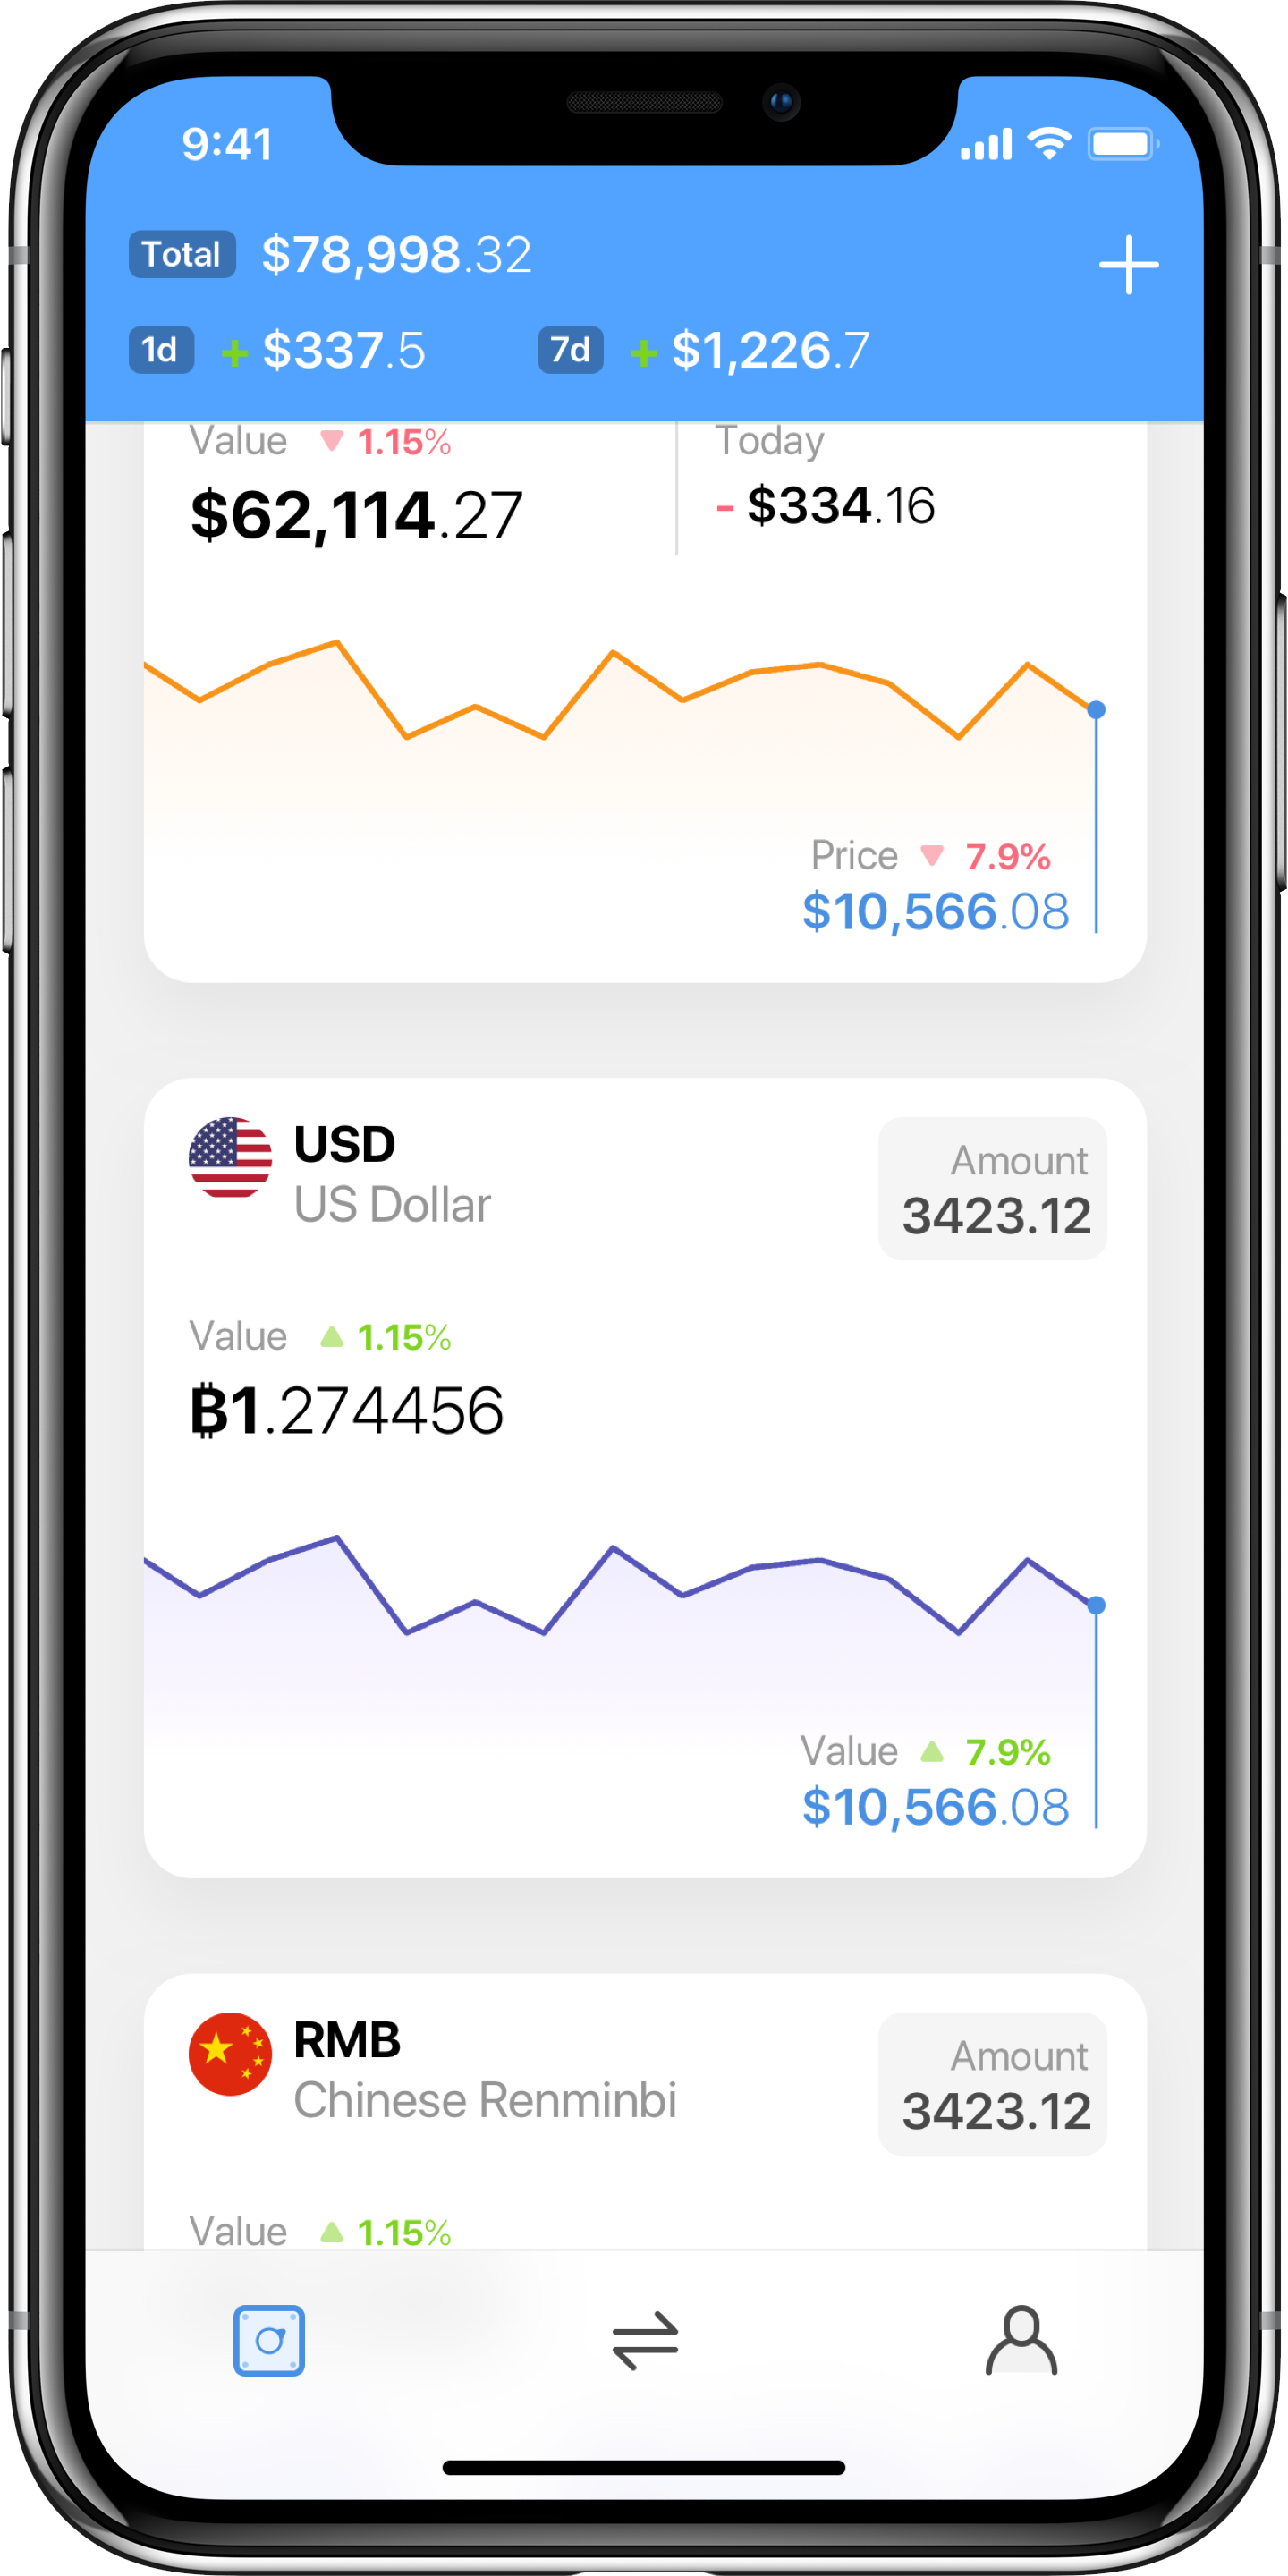 9:41
Total $78,998.32
1d + $337.5 7d + $1,226.7
Value ▼ 1.15% Today
$62,114.27 - $334.16
Price ▼ 7.9%
$10,566.08
USD Amount
US Dollar 3423.12
Value ▲ 1.15%
฿1.274456
Value ▲ 7.9%
$10,566.08
RMB Amount
Chinese Renminbi 3423.12
Value ▲ 1.15%